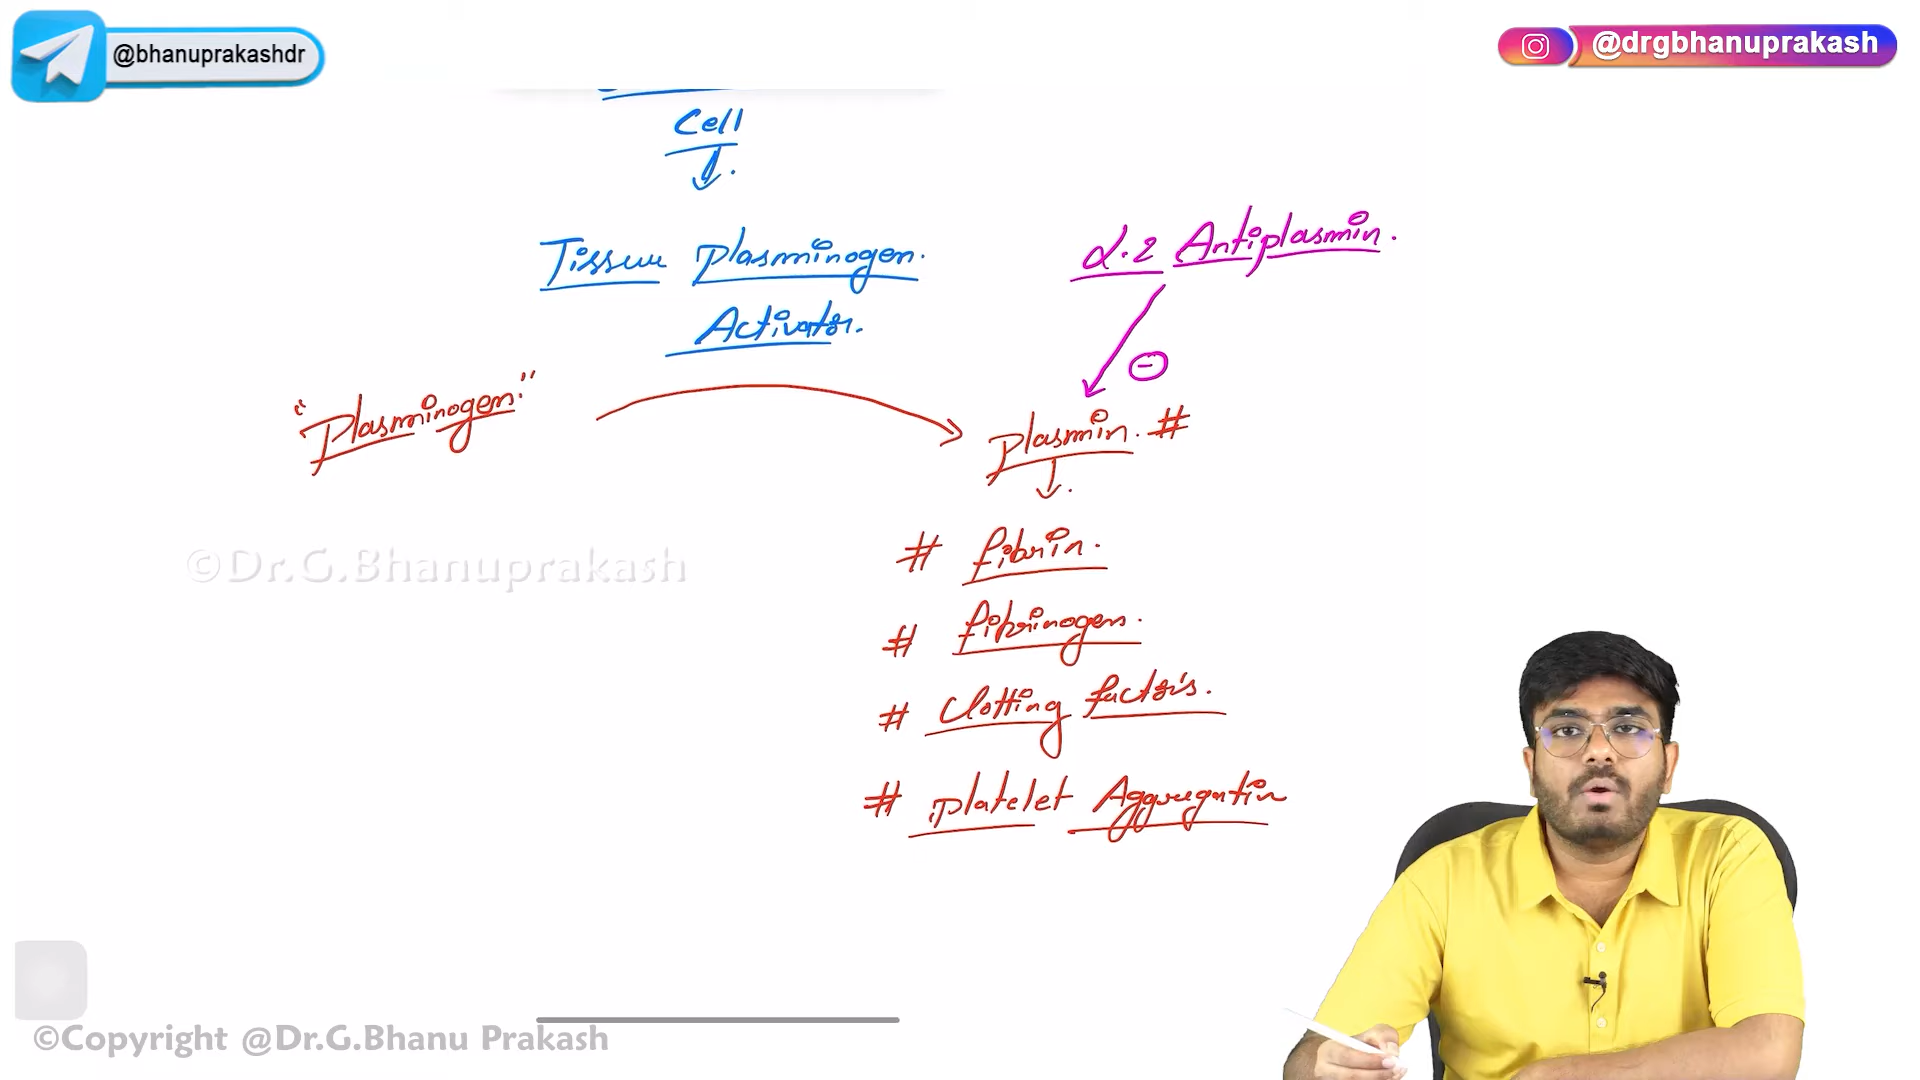 @bhanuprakashdr
@drgbhanuprakash
Cell
Tissue Plasminogen.
Activator.
α.2 Antiplasmin.
-
"Plasminogen."
Plasmin. #
# fibrin.
# fibrinogen.
# Clotting factors.
# Platelet Aggregation
©Dr.G.Bhanuprakash
©Copyright @Dr.G.Bhanu Prakash